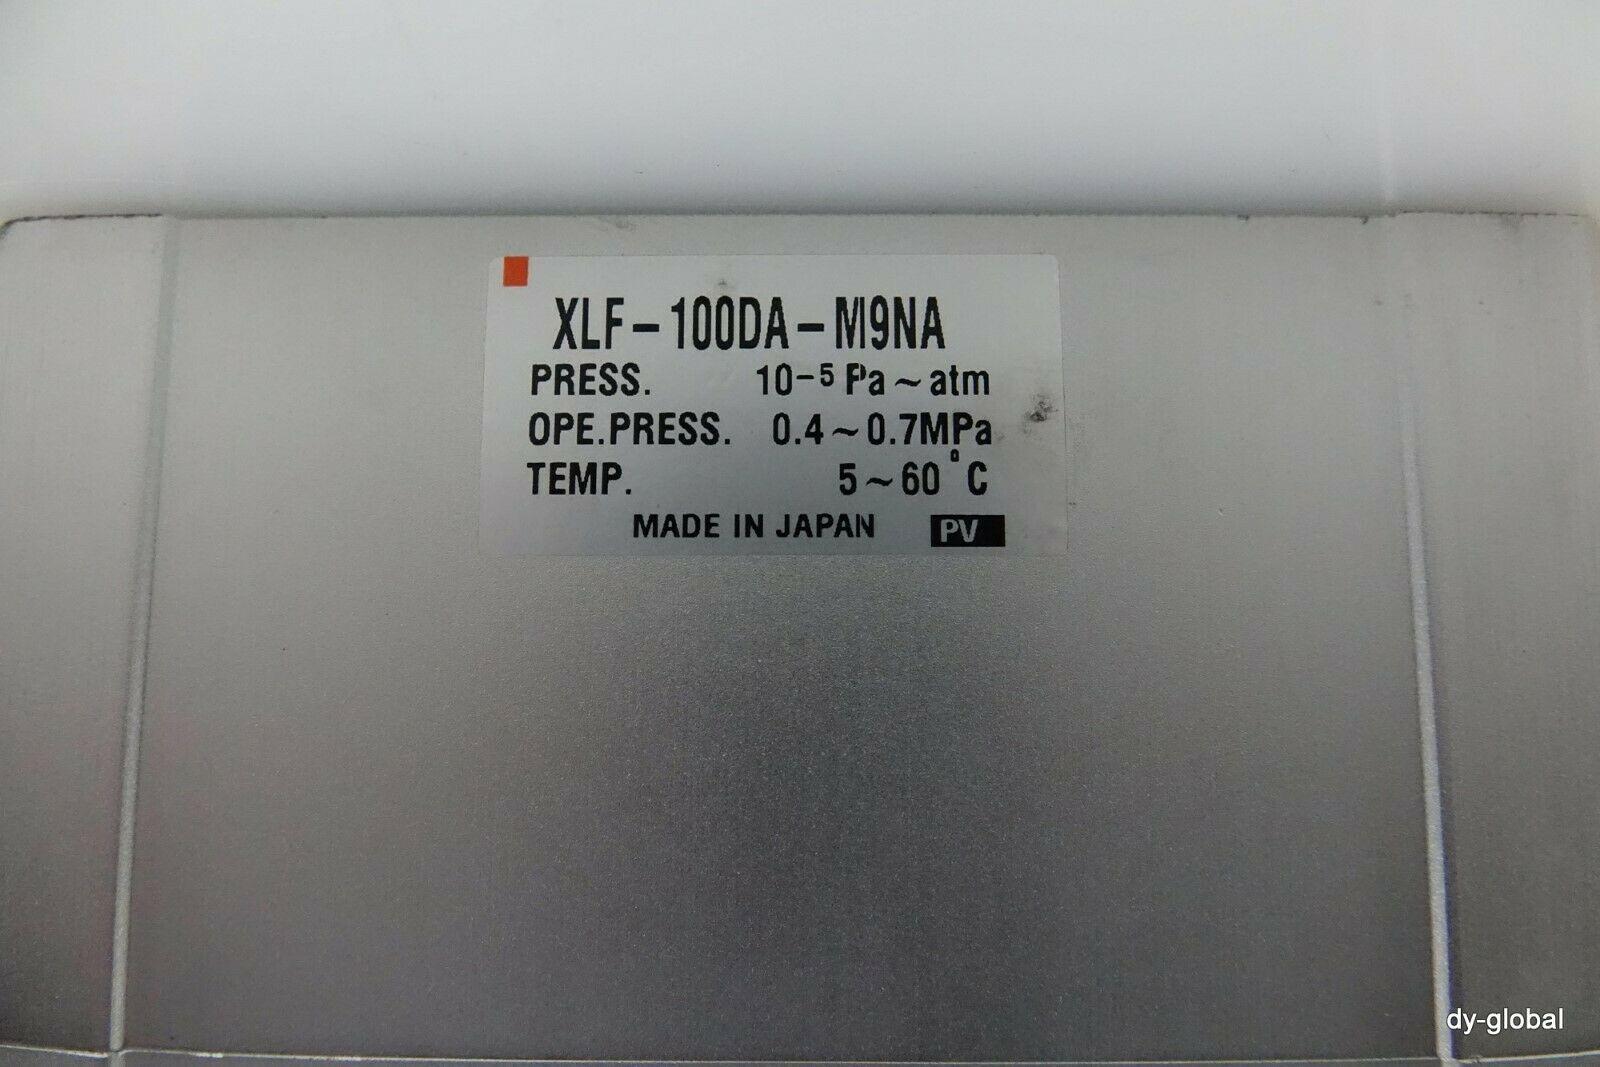 XLF-100DA-M9NA
PRESS. 10-5 Pa~atm
OPE.PRESS. 0.4~0.7MPa
TEMP. 5~60°C
MADE IN JAPAN PV
dy-global